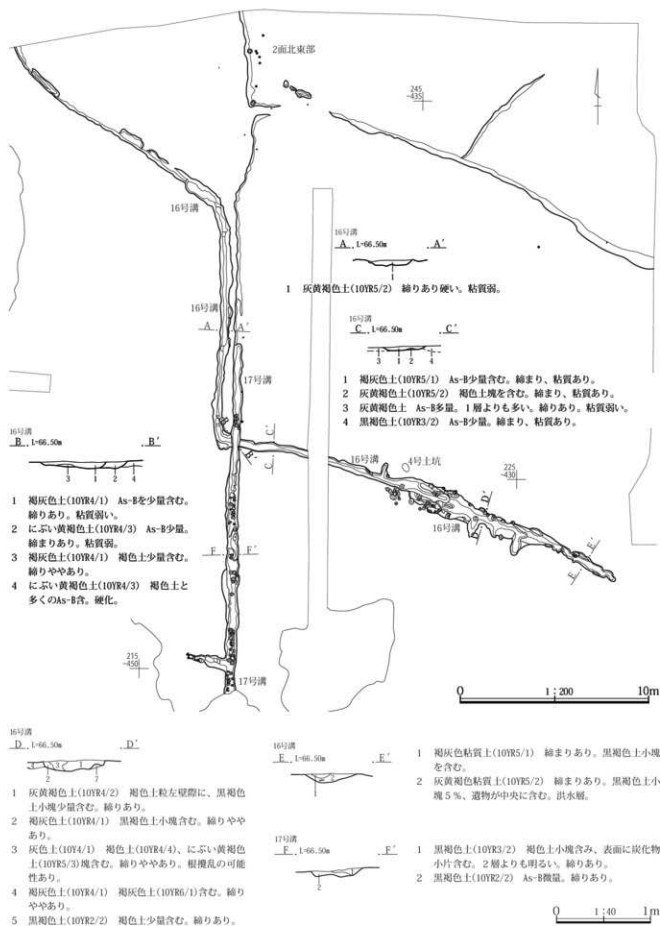 2面北東部
245
-435
16号溝
16号溝
A L=66.50m A′
1
1 灰黄褐色土(10YR5/2) 締りあり硬い。粘質弱。
16号溝
A A′
16号溝
C L=66.50m C′
3 1 2 4
17号溝
1 褐灰色土(10YR5/1) As-B少量含む。締まり、粘質あり。
2 灰黄褐色土(10YR5/2) 褐色土塊を含む。締まり、粘質あり。
3 灰黄褐色土 As-B多量。1層よりも多い。締りあり。粘質弱い。
4 黒褐色土(10YR3/2) As-B少量。締まり、粘質あり。
16号溝
B L=66.50m B′
3 1 2 4
1 褐灰色土(10YR4/1) As-Bを少量含む。
締りあり。粘質弱い。
2 にぶい黄褐色土(10YR4/3) As-B少量。
締まりあり。粘質弱。
3 褐灰色土(10YR4/1) 褐色土少量含む。
締りややあり。
4 にぶい黄褐色土(10YR4/3) 褐色土と
多くのAs-B含。硬化。
C′
C
B′
16号溝
4号土坑
225
-430
D′
16号溝
F F′
E′
E
215
-450
17号溝
0 1:200 10m
16号溝
D L=66.50m D′
3 1
2
1 灰黄褐色土(10YR4/2) 褐色土粒左壁際に、黒褐色
土小塊少量含む。締りあり。
2 褐灰色土(10YR4/1) 黒褐色土小塊含む。締りやや
あり。
3 灰色土(10Y4/1) 褐色土(10YR4/4)、にぶい黄褐色
土(10YR5/3)塊含む。締りややあり。根攪乱の可能
性あり。
4 褐灰色土(10YR4/1) 褐灰色土(10YR6/1)含む。締り
ややあり。
5 黒褐色土(10YR2/2) 褐色土少量含む。締りあり。
16号溝
E L=66.50m E′
2
1
1 褐灰色粘質土(10YR5/1) 締まりあり。黒褐色土小塊
を含む。
2 灰黄褐色粘質土(10YR5/2) 締まりあり。黒褐色土小
塊5%、遺物が中央に含む。洪水層。
17号溝
F L=66.50m F′
1
2
1 黒褐色土(10YR3/2) 褐色土小塊含み、表面に炭化物
小片含む。2層よりも明るい。締りあり。
2 黒褐色土(10YR2/2) As-B微量。締りあり。
0 1:40 1m